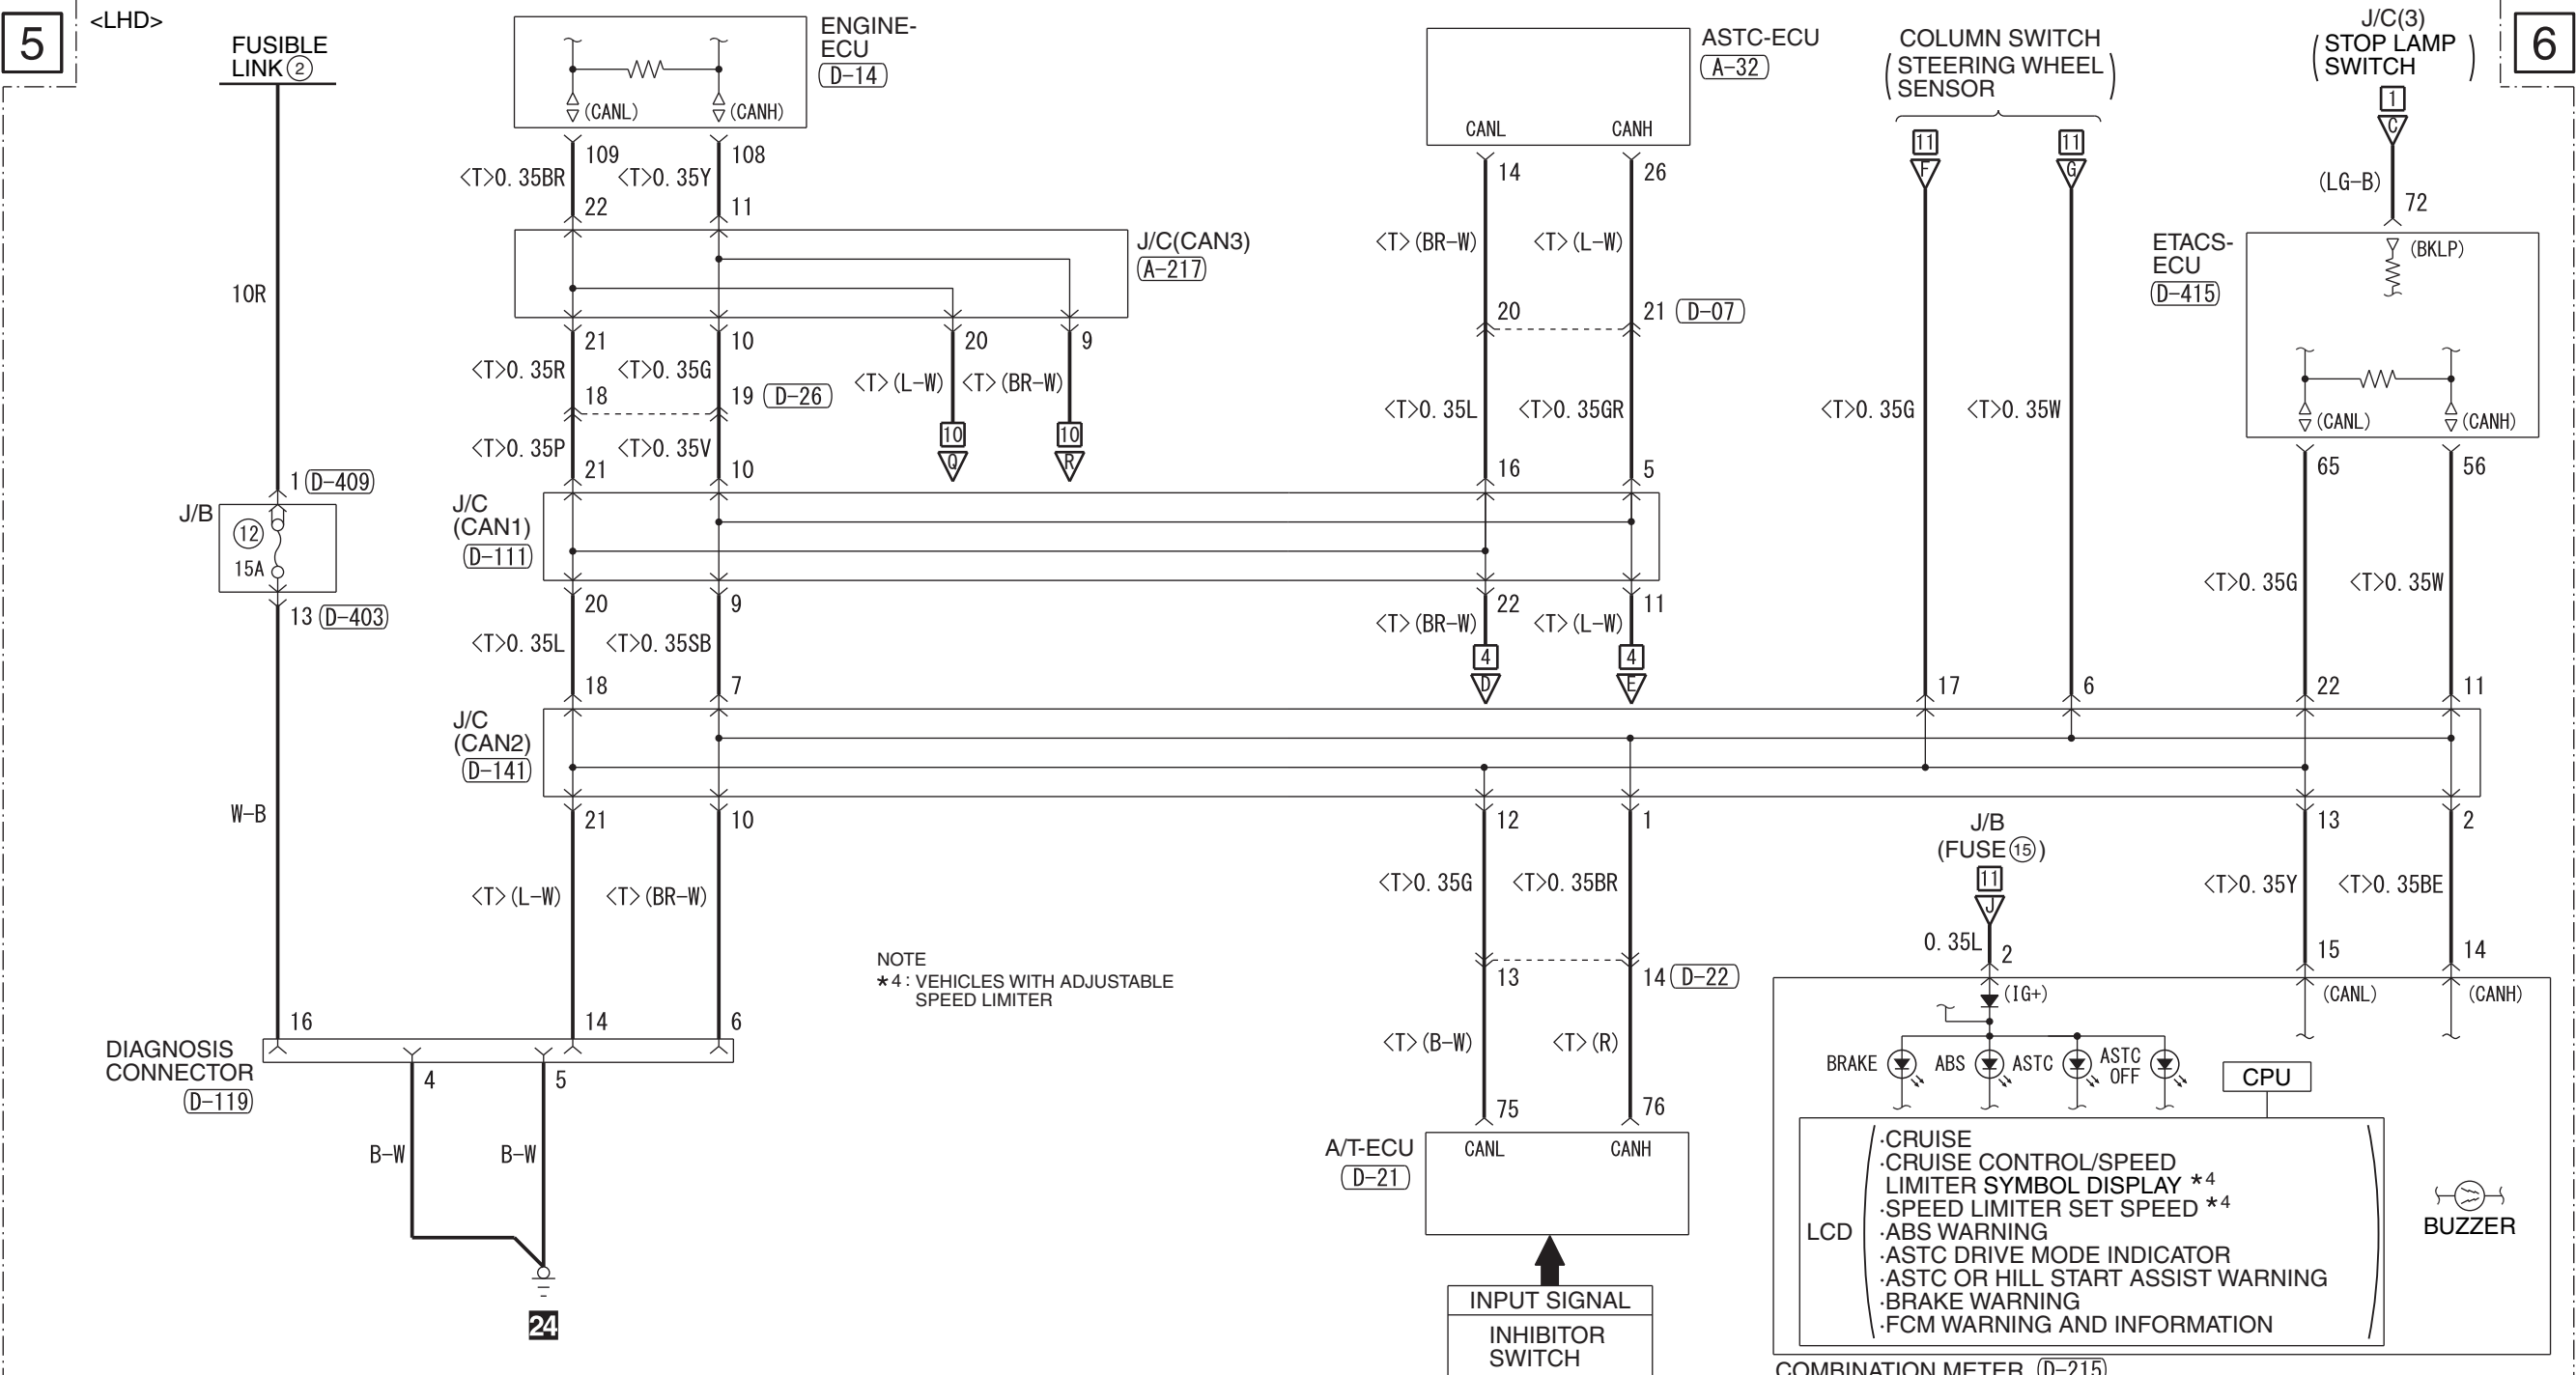 5
<LHD>
FUSIBLE
LINK 2
10R
1 D-409
J/B
12
15A
13 D-403
W-B
16
DIAGNOSIS
CONNECTOR
D-119
4
5
B-W
B-W
24
ENGINE-
ECU
D-14
(CANL)
(CANH)
109
108
<T>0.35BR
<T>0.35Y
22
11
J/C(CAN3)
A-217
21
10
20
9
<T>0.35R
<T>0.35G
<T>(L-W)
<T>(BR-W)
18
19 D-26
<T>0.35P
<T>0.35V
10
Q
10
R
21
10
J/C
(CAN1)
D-111
20
9
<T>0.35L
<T>0.35SB
18
7
J/C
(CAN2)
D-141
21
10
<T>(L-W)
<T>(BR-W)
14
6
NOTE
*4: VEHICLES WITH ADJUSTABLE
SPEED LIMITER
ASTC-ECU
A-32
CANL
CANH
14
26
<T>(BR-W)
<T>(L-W)
20
21 D-07
<T>0.35L
<T>0.35GR
16
5
22
11
<T>(BR-W)
<T>(L-W)
4
D
4
E
12
1
<T>0.35G
<T>0.35BR
13
14 D-22
<T>(B-W)
<T>(R)
75
76
A/T-ECU
D-21
CANL
CANH
INPUT SIGNAL
INHIBITOR
SWITCH
COLUMN SWITCH
(STEERING WHEEL
SENSOR)
11
F
11
G
<T>0.35G
<T>0.35W
17
6
J/C(3)
(STOP LAMP
SWITCH)
6
1
C
(LG-B)
72
ETACS-
ECU
D-415
(BKLP)
(CANL)
(CANH)
65
56
<T>0.35G
<T>0.35W
22
11
13
2
<T>0.35Y
<T>0.35BE
15
14
J/B
(FUSE 15)
11
J
0.35L
2
(IG+)
(CANL)
(CANH)
BRAKE
ABS
ASTC
ASTC
OFF
CPU
LCD
·CRUISE
·CRUISE CONTROL/SPEED
LIMITER SYMBOL DISPLAY *4
·SPEED LIMITER SET SPEED *4
·ABS WARNING
·ASTC DRIVE MODE INDICATOR
·ASTC OR HILL START ASSIST WARNING
·BRAKE WARNING
·FCM WARNING AND INFORMATION
BUZZER
COMBINATION METER D-215